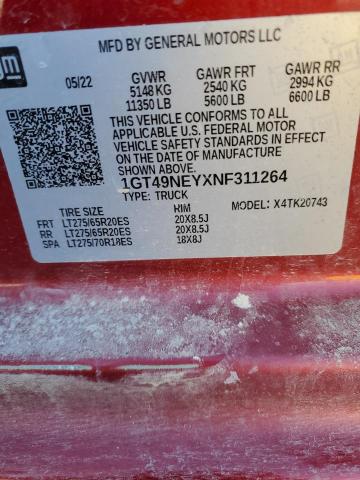 gm
MFD BY GENERAL MOTORS LLC
05/22 GVWR GAWR FRT GAWR RR
5148 KG 2540 KG 2994 KG
11350 LB 5600 LB 6600 LB
THIS VEHICLE CONFORMS TO ALL
APPLICABLE U.S. FEDERAL MOTOR
VEHICLE SAFETY STANDARDS IN EFFECT
ON THE DATE OF MANUFACTURE
SHOWN ABOVE.
1GT49NEYXNF311264
TYPE: TRUCK X4TK20743
TIRE SIZE RIM
FRT LT275/65R20ES 20X8.5J
RR LT275/65R20ES 20X8.5J
SPA LT275/70R18ES 18X8J